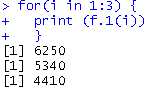 > for(i in 1:3) {
+   print (f.1(i))
+   }
[1] 6250
[1] 5340
[1] 4410